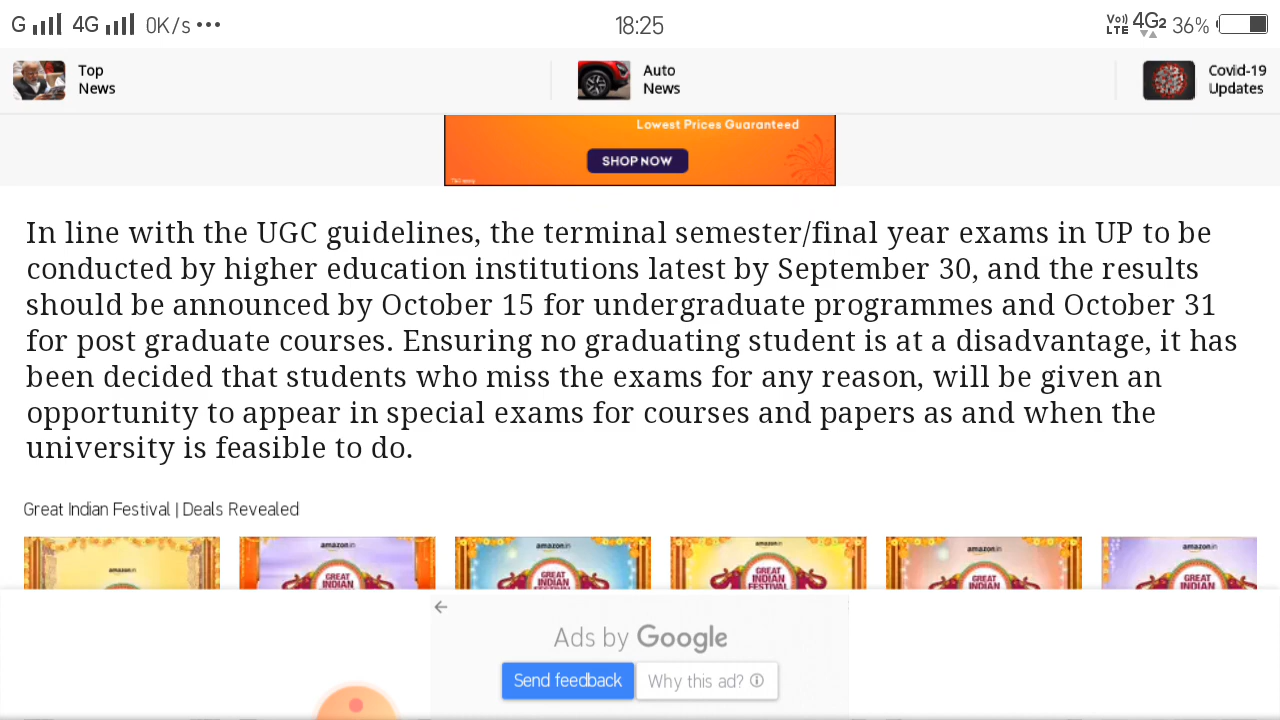 G 4G 0K/s ••• 18:25 Vo)) LTE 4G2 36%
Top News
Auto News
Covid-19 Updates
Lowest Prices Guaranteed
SHOP NOW
In line with the UGC guidelines, the terminal semester/final year exams in UP to be
conducted by higher education institutions latest by September 30, and the results
should be announced by October 15 for undergraduate programmes and October 31
for post graduate courses. Ensuring no graduating student is at a disadvantage, it has
been decided that students who miss the exams for any reason, will be given an
opportunity to appear in special exams for courses and papers as and when the
university is feasible to do.
Great Indian Festival | Deals Revealed
amazon.in amazon.in amazon.in amazon.in amazon.in amazon.in
GREAT INDIAN GREAT INDIAN FESTIVAL GREAT INDIAN FESTIVAL GREAT INDIAN GREAT INDIAN
Ads by Google
Send feedback Why this ad?